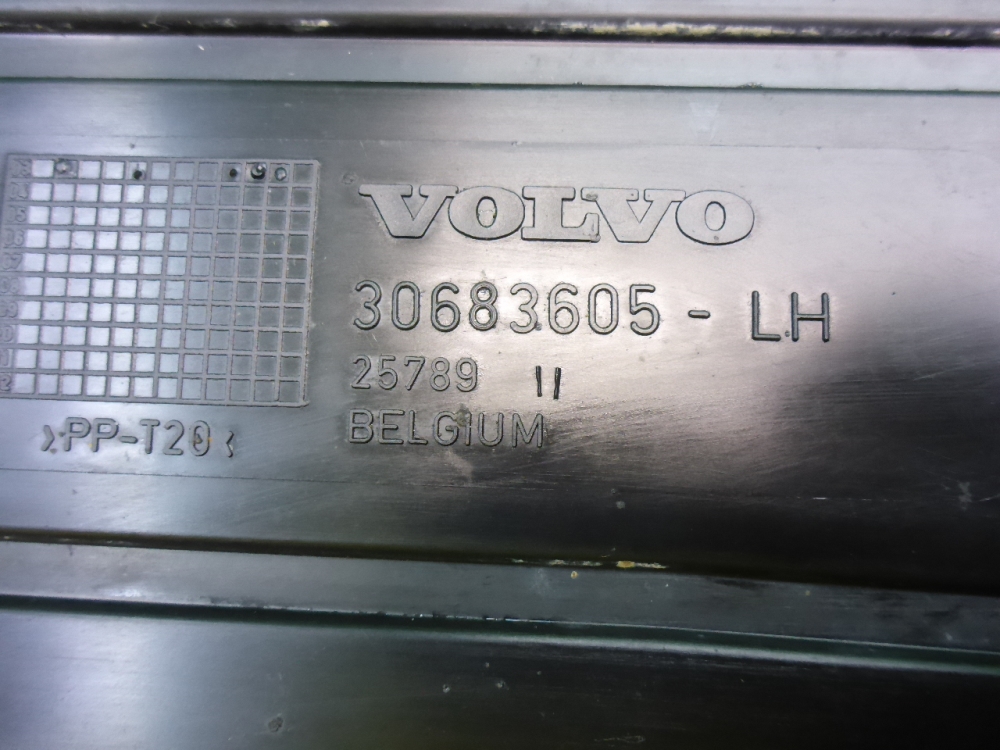 VOLVO
30683605 - LH
25789 ||
BELGIUM
>PP-T20<